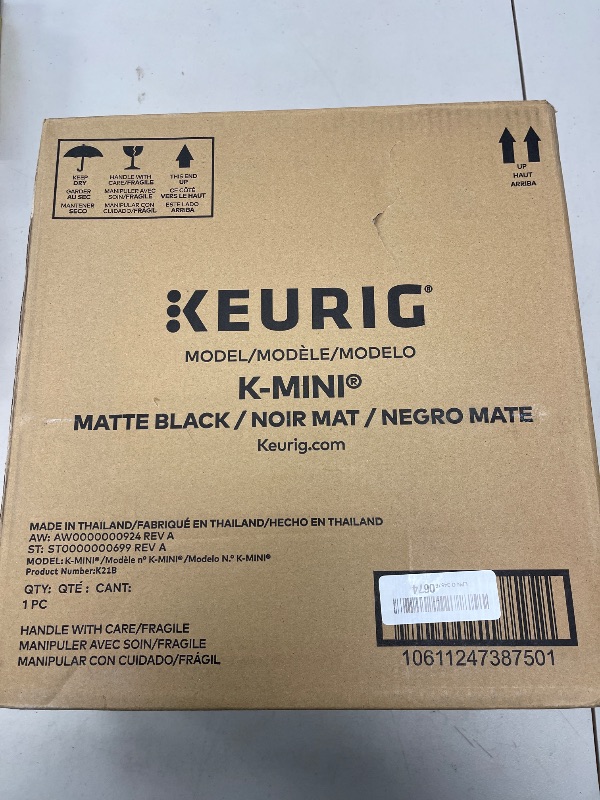 KEEP
DRY
GARDER
AU SEC
MANTENER
SECO
HANDLE WITH
CARE/FRAGILE
MANIPULER AVEC
SOIN/FRAGILE
MANIPULAR CON
CUIDADO/FRÁGIL
THIS END
UP
CE CÔTÉ
VERS LE HAUT
ESTE LADO
ARRIBA
UP
HAUT
ARRIBA
KEURIG®
MODEL/MODÈLE/MODELO
K-MINI®
MATTE BLACK / NOIR MAT / NEGRO MATE
Keurig.com
MADE IN THAILAND/FABRIQUÉ EN THAILAND/HECHO EN THAILAND
AW: AW0000000924 REV A
ST: ST0000000699 REV A
MODEL: K-MINI®/Modèle nº K-MINI®/Modelo N.º K-MINI®
Product Number:K21B
QTY: QTÉ : CANT:
1 PC
HANDLE WITH CARE/FRAGILE
MANIPULER AVEC SOIN/FRAGILE
MANIPULAR CON CUIDADO/FRÁGIL
0674
10611247387501